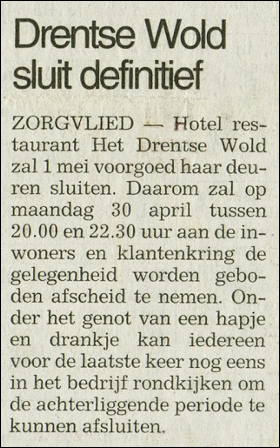 Drentse Wold
sluit definitief
ZORGVLIED — Hotel res-
taurant Het Drentse Wold
zal 1 mei voorgoed haar deu-
ren sluiten. Daarom zal op
maandag 30 april tussen
20.00 en 22.30 uur aan de in-
woners en klantenkring de
gelegenheid worden gebo-
den afscheid te nemen. On-
der het genot van een hapje
en drankje kan iedereen
voor de laatste keer nog eens
in het bedrijf rondkijken om
de achterliggende periode te
kunnen afsluiten.